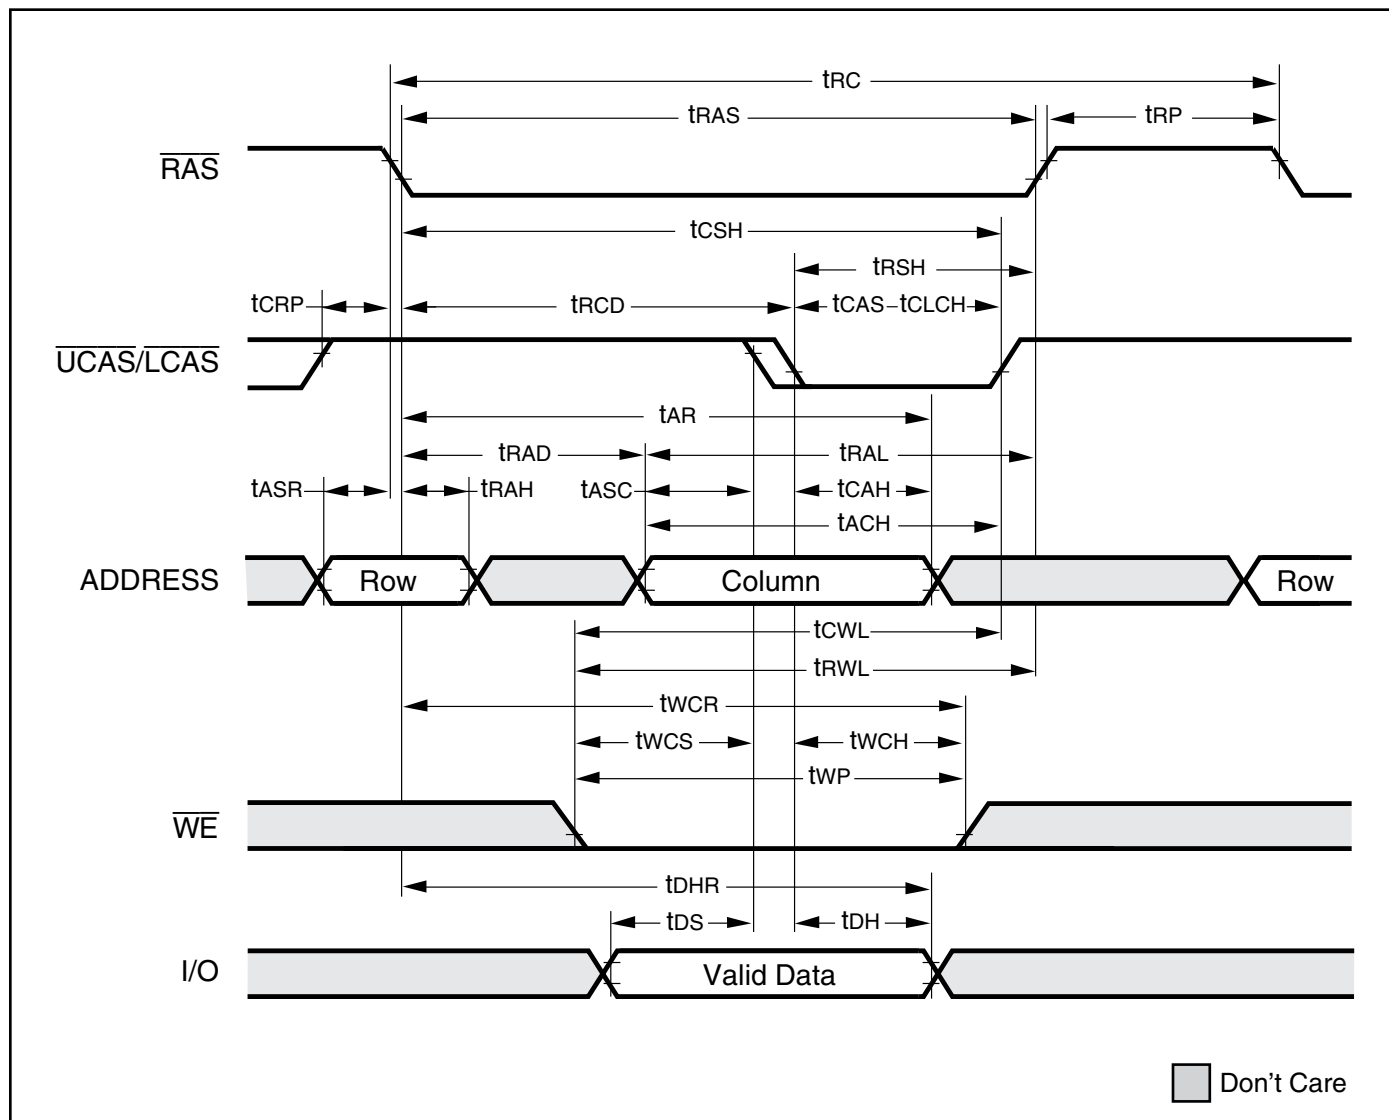 tRC
tRAS
tRP
RAS
tCSH
tRSH
tCRP
tRCD
tCAS tCLCH
UCAS/LCAS
tAR
tRAD
tRAL
tASR
tRAH
tASC
tCAH
tACH
ADDRESS
Row
Column
Row
tCWL
tRWL
tWCR
tWCS
tWCH
tWP
WE
tDHR
tDS
tDH
I/O
Valid Data
Don't Care